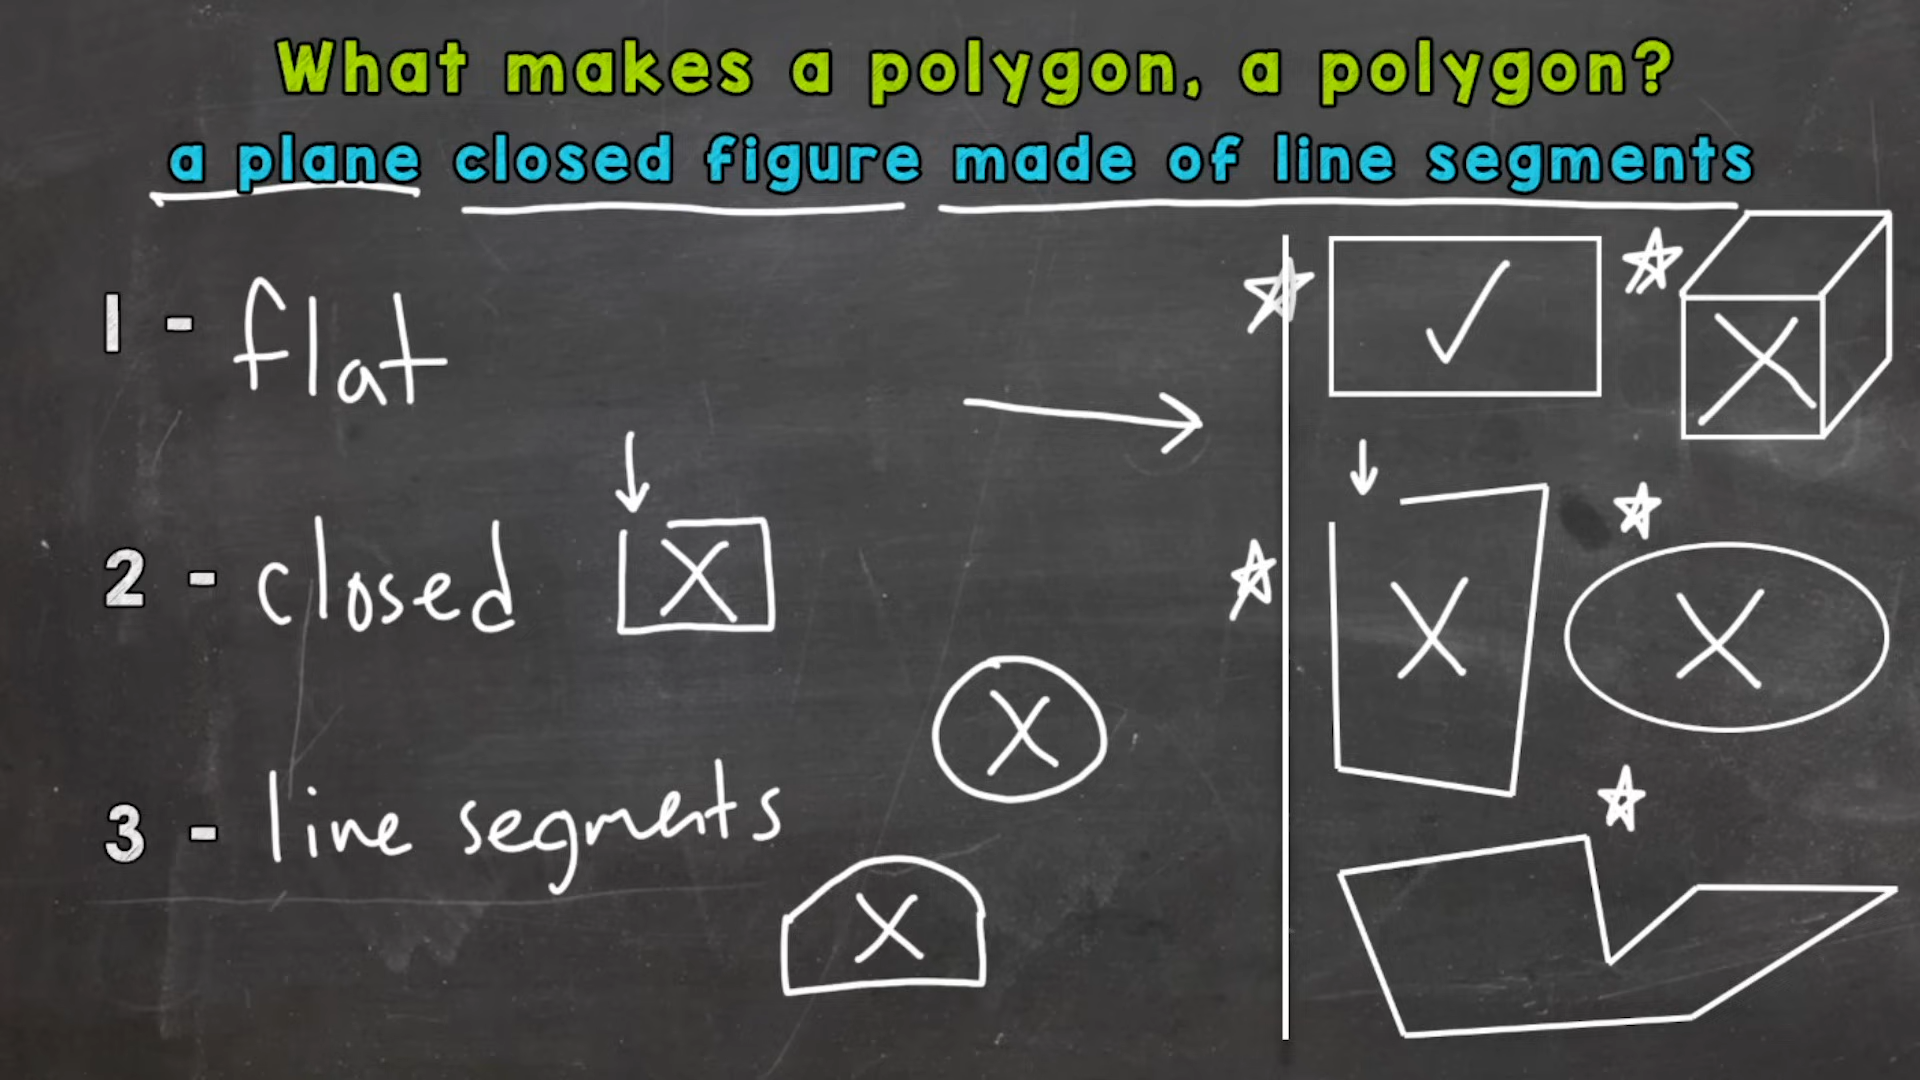 What makes a polygon, a polygon?
a plane closed figure made of line segments
1 - flat
2 - closed
3 - line segments